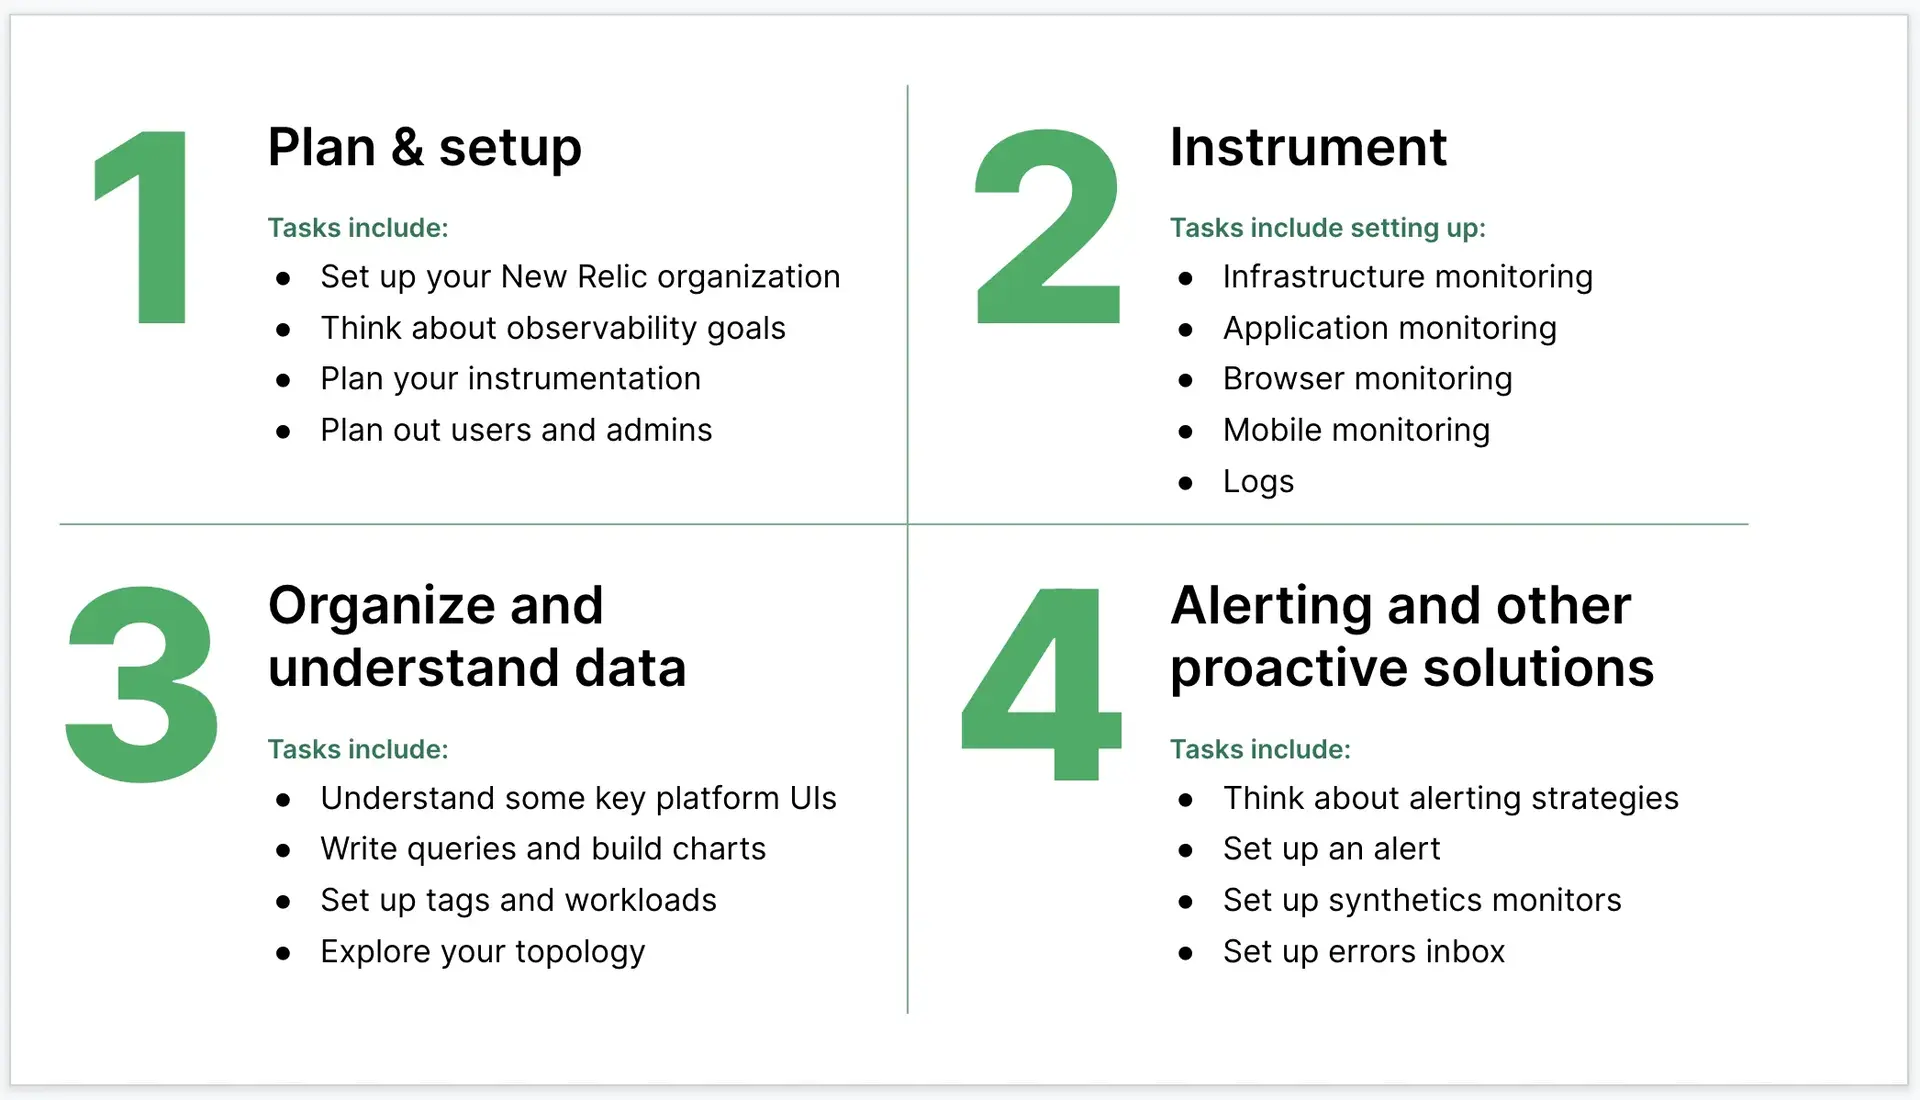 1
Plan & setup
Tasks include:
● Set up your New Relic organization
● Think about observability goals
● Plan your instrumentation
● Plan out users and admins
2
Instrument
Tasks include setting up:
● Infrastructure monitoring
● Application monitoring
● Browser monitoring
● Mobile monitoring
● Logs
3
Organize and
understand data
Tasks include:
● Understand some key platform UIs
● Write queries and build charts
● Set up tags and workloads
● Explore your topology
4
Alerting and other
proactive solutions
Tasks include:
● Think about alerting strategies
● Set up an alert
● Set up synthetics monitors
● Set up errors inbox